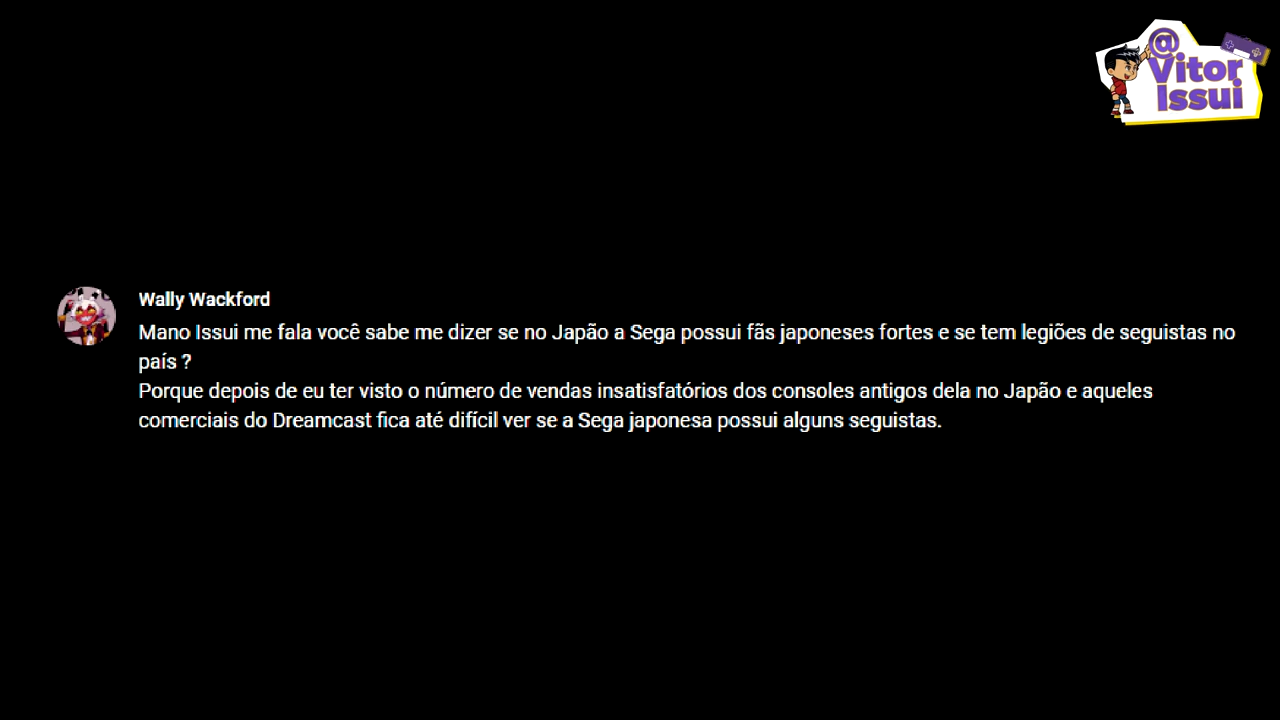 @
Vitor
Issui
Wally Wackford
Mano Issui me fala você sabe me dizer se no Japão a Sega possui fãs japoneses fortes e se tem legiões de seguistas no
país ?
Porque depois de eu ter visto o número de vendas insatisfatórios dos consoles antigos dela no Japão e aqueles
comerciais do Dreamcast fica até difícil ver se a Sega japonesa possui alguns seguistas.